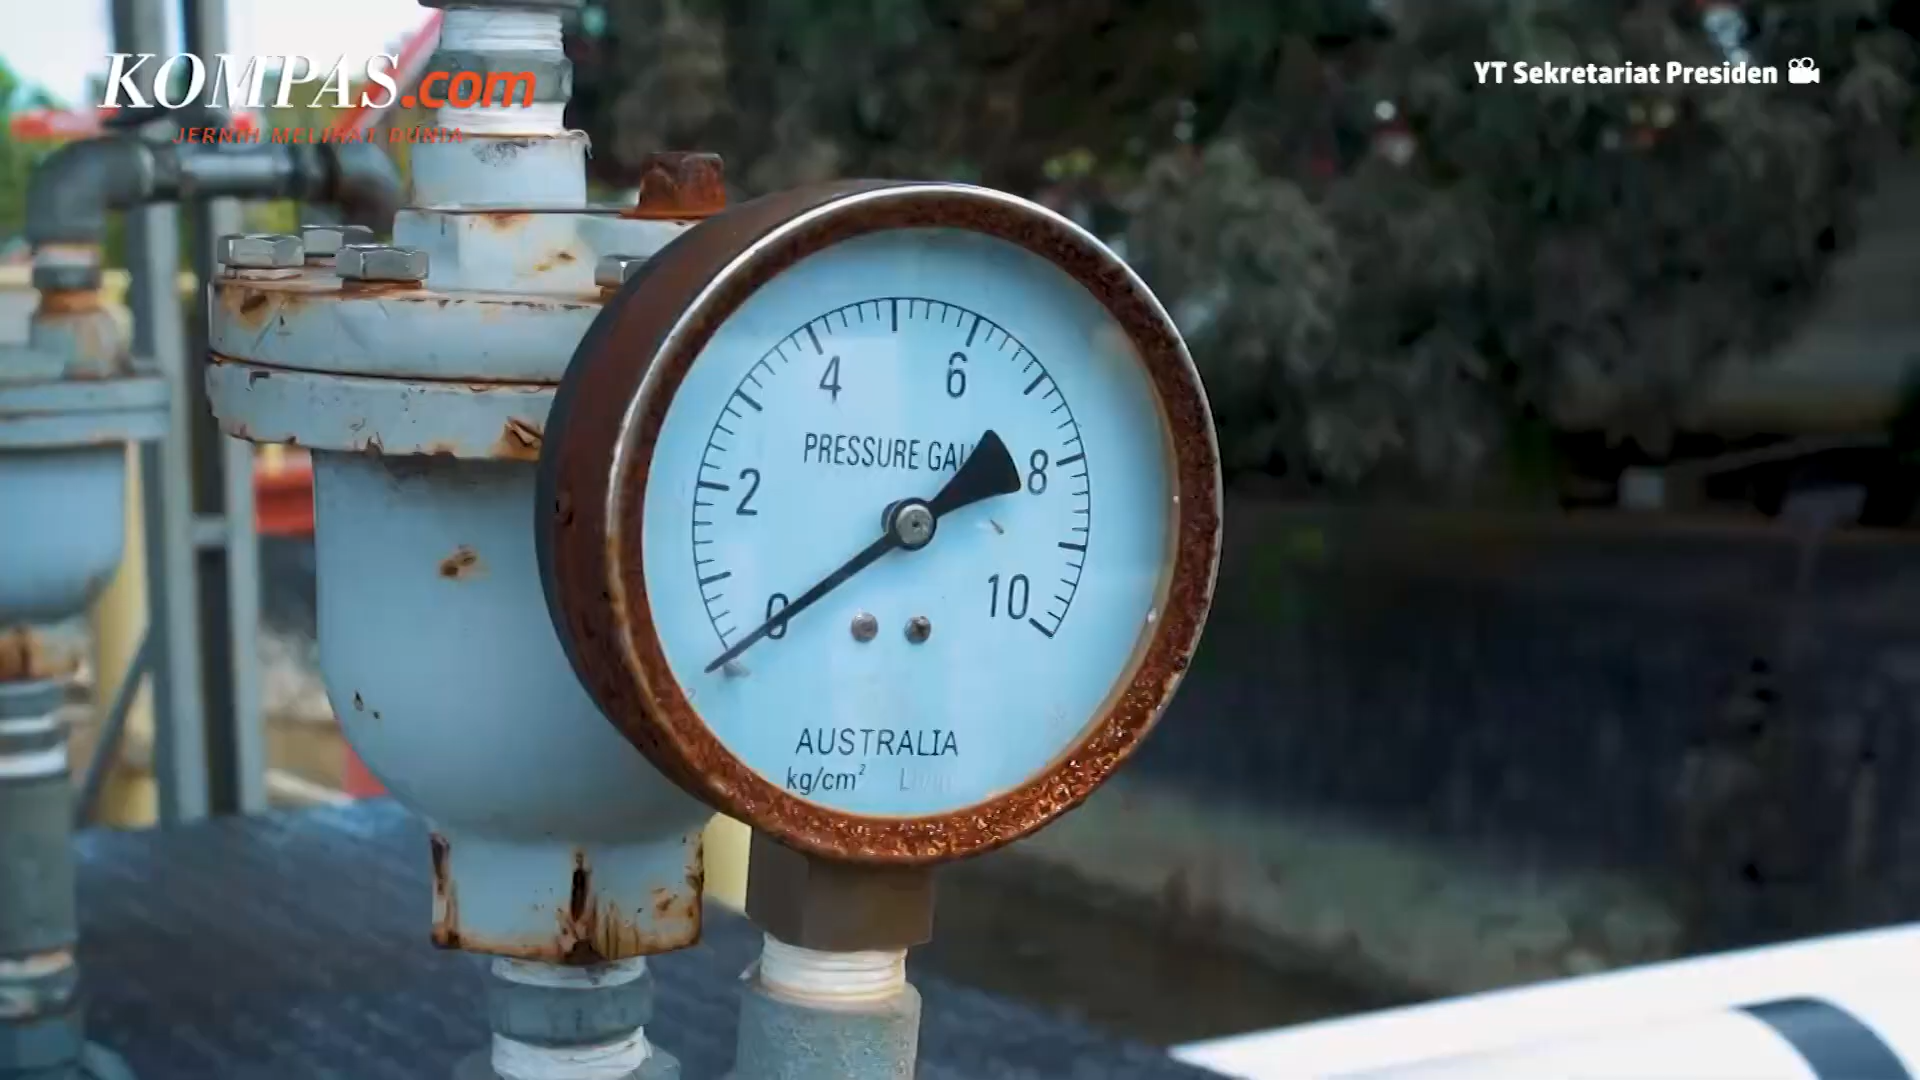 KOMPAS.com
JERNIH MELIHAT DUNIA
YT Sekretariat Presiden
4
6
PRESSURE GAU
2
8
0
10
AUSTRALIA
kg/cm²